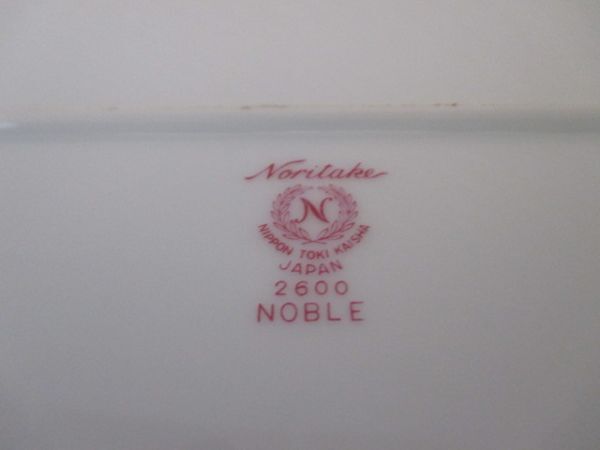 Noritake
N
NIPPON TOKI KAISHA
JAPAN
2600
NOBLE